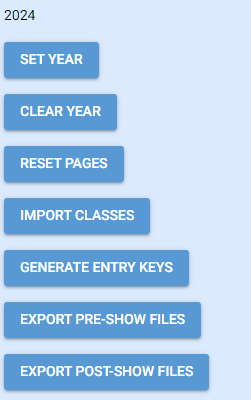 2024
SET YEAR
CLEAR YEAR
RESET PAGES
IMPORT CLASSES
GENERATE ENTRY KEYS
EXPORT PRE-SHOW FILES
EXPORT POST-SHOW FILES